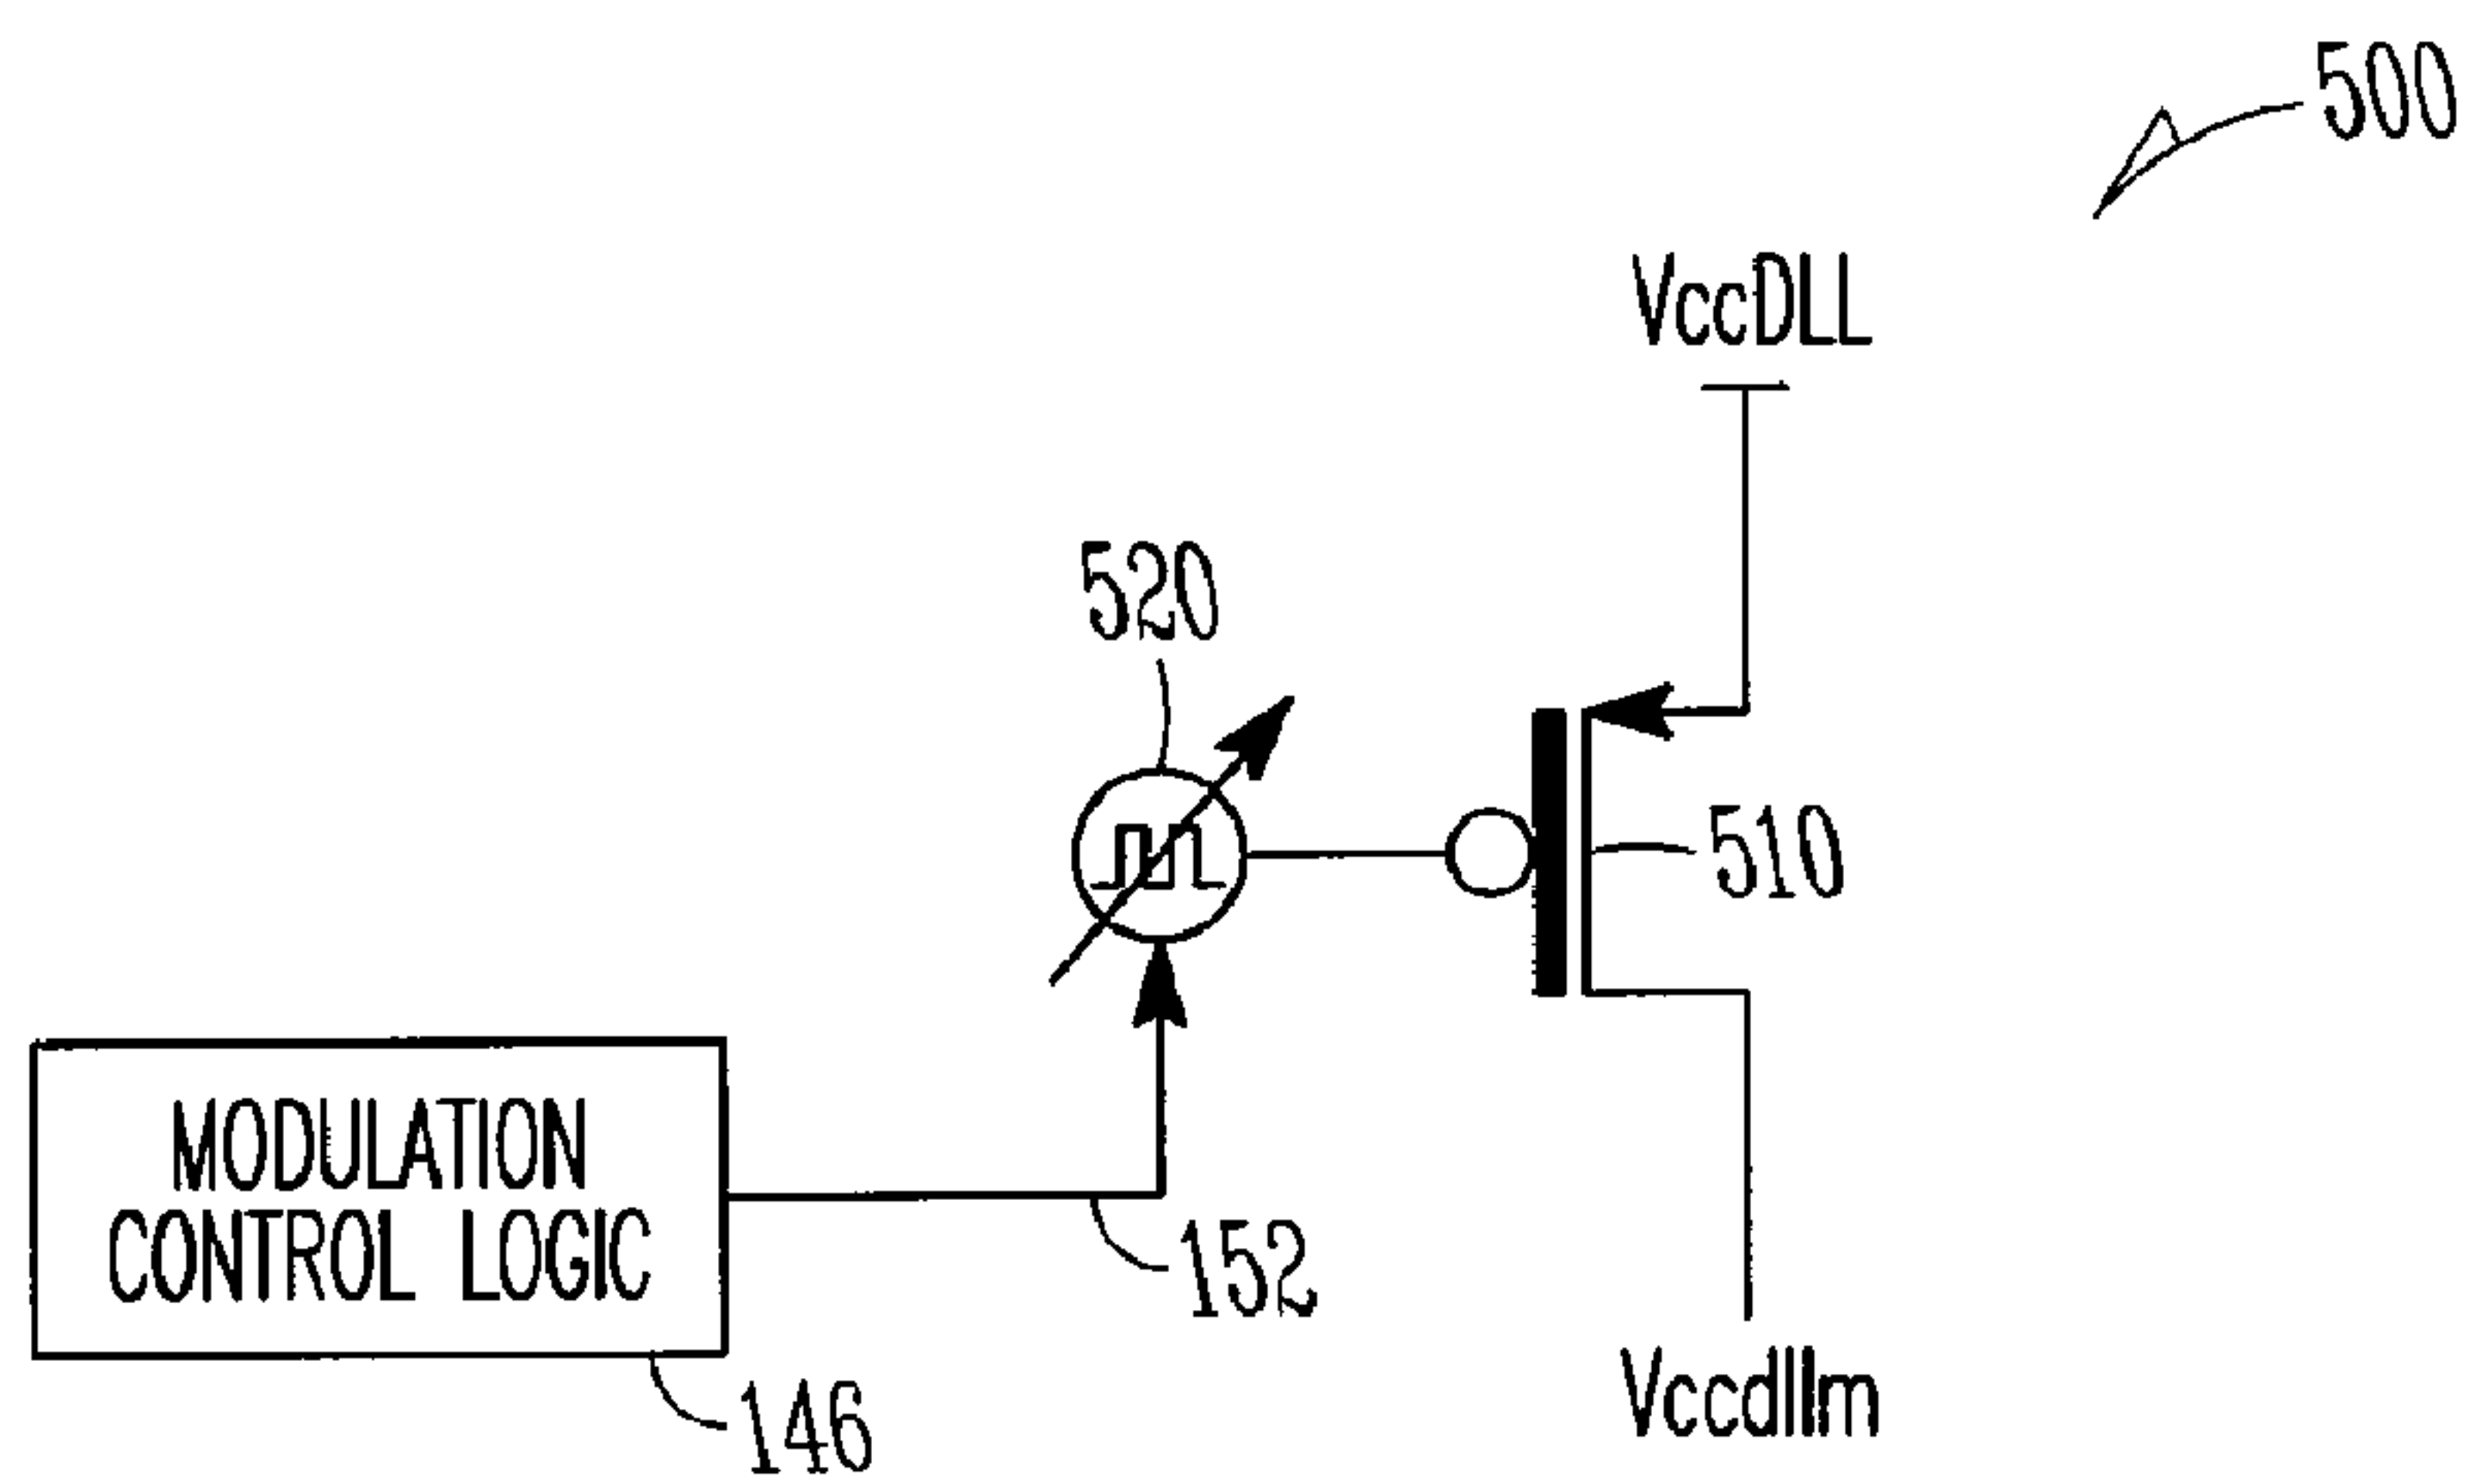 500
VccDLL
520
510
MODULATION
CONTROL LOGIC
152
146
Vccdllm